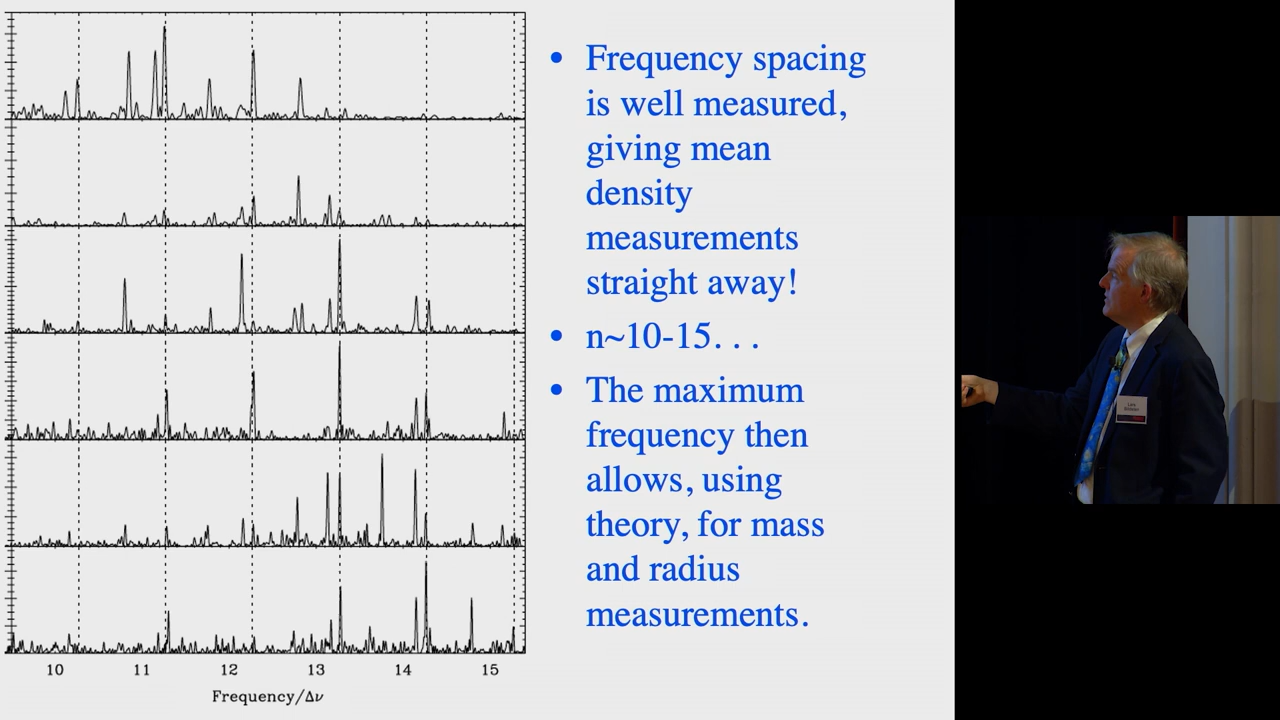 • Frequency spacing
is well measured,
giving mean
density
measurements
straight away!
• n~10-15. . .
• The maximum
frequency then
allows, using
theory, for mass
and radius
measurements.
10 11 12 13 14 15
Frequency/Δν